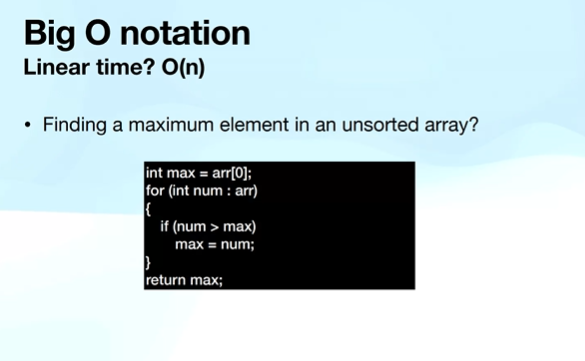 Big O notation
Linear time? O(n)
• Finding a maximum element in an unsorted array?
int max = arr[0];
for (int num : arr)
{
if (num > max)
max = num;
}
return max;